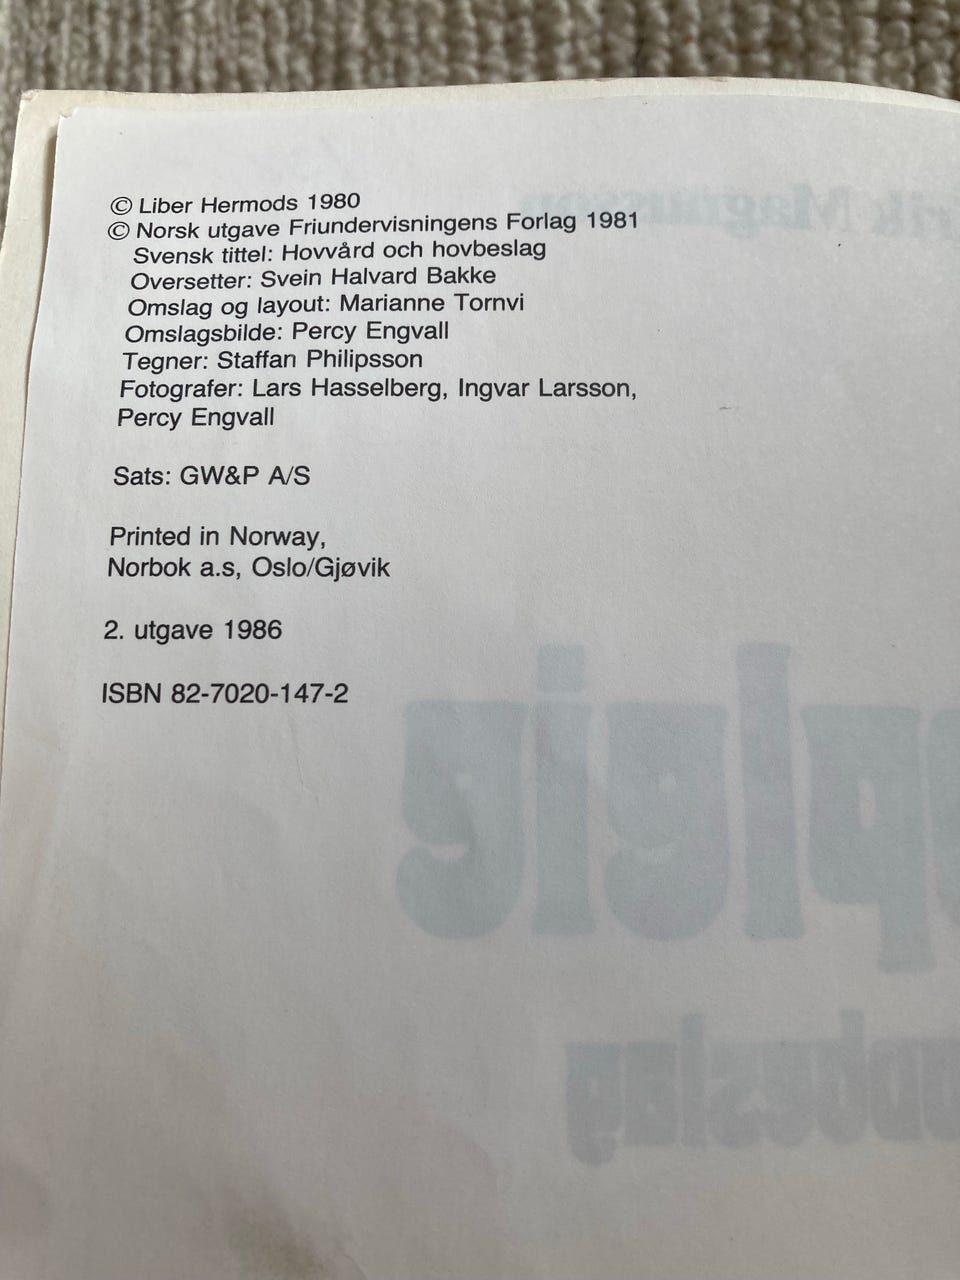 © Liber Hermods 1980
© Norsk utgave Friundervisningens Forlag 1981
Svensk tittel: Hovvård och hovbeslag
Oversetter: Svein Halvard Bakke
Omslag og layout: Marianne Tornvi
Omslagsbilde: Percy Engvall
Tegner: Staffan Philipsson
Fotografer: Lars Hasselberg, Ingvar Larsson,
Percy Engvall
Sats: GW&P A/S
Printed in Norway,
Norbok a.s, Oslo/Gjøvik
2. utgave 1986
ISBN 82-7020-147-2